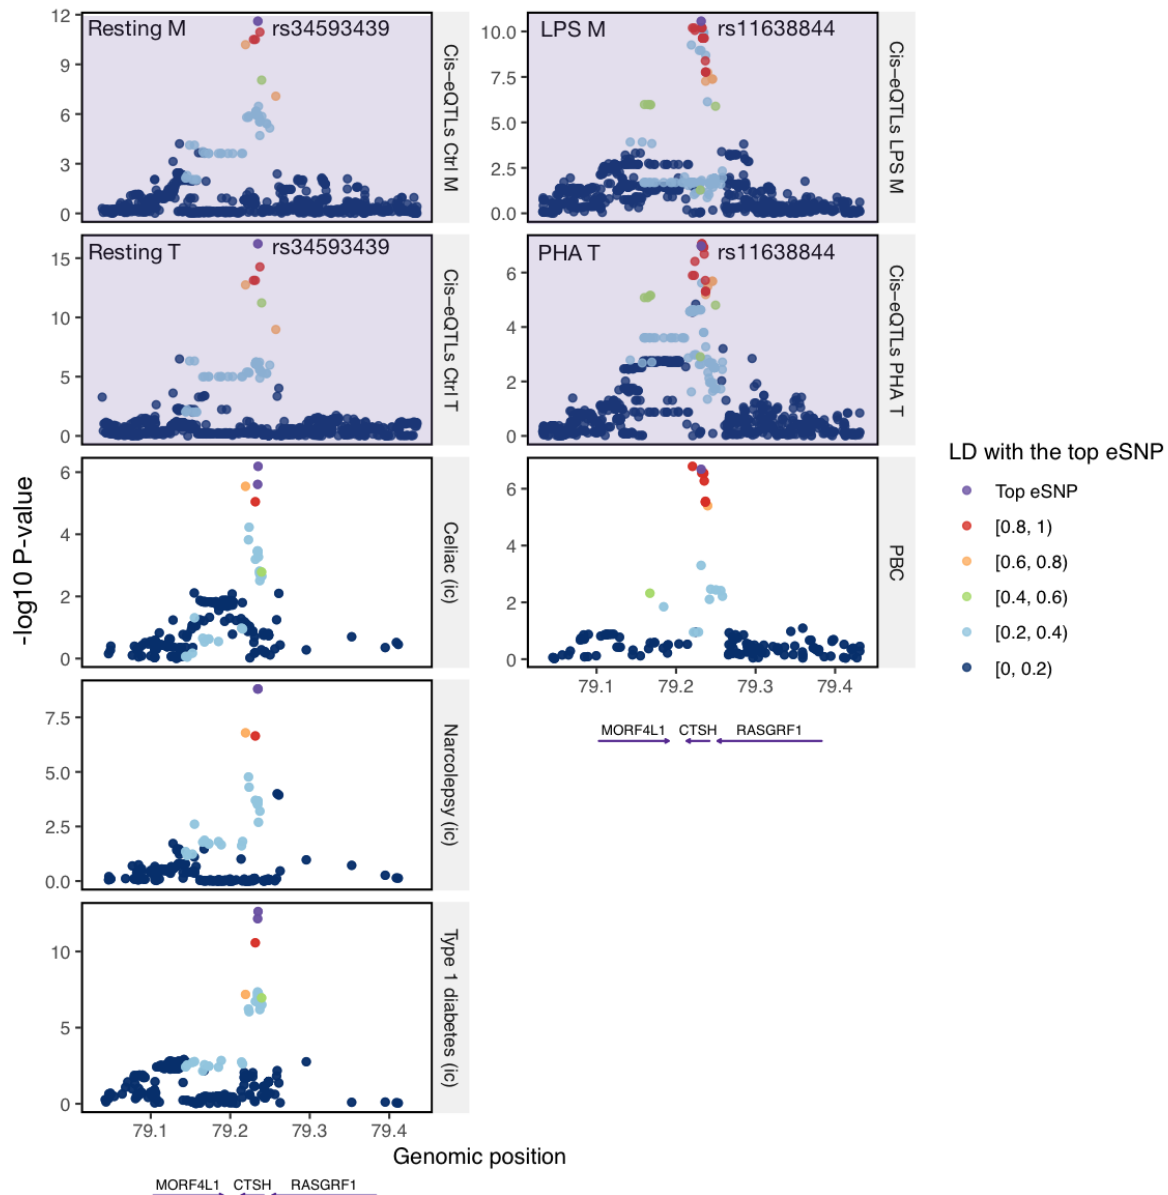 Resting M
rs34593439
12
9
6
3
0
Cis−eQTLs Ctrl M
LPS M
rs11638844
10.0
7.5
5.0
2.5
0.0
Cis−eQTLs LPS M
Resting T
rs34593439
15
10
5
0
Cis−eQTLs Ctrl T
PHA T
rs11638844
6
4
2
0
Cis−eQTLs PHA T
-log10 P-value
6
4
2
0
Celiac (ic)
6
4
2
0
PBC
79.1 79.2 79.3 79.4
MORF4L1 CTSH RASGRF1
LD with the top eSNP
Top eSNP
[0.8, 1)
[0.6, 0.8)
[0.4, 0.6)
[0.2, 0.4)
[0, 0.2)
7.5
5.0
2.5
0.0
Narcolepsy (ic)
10
5
0
Type 1 diabetes (ic)
79.1 79.2 79.3 79.4
Genomic position
MORF4L1 CTSH RASGRF1